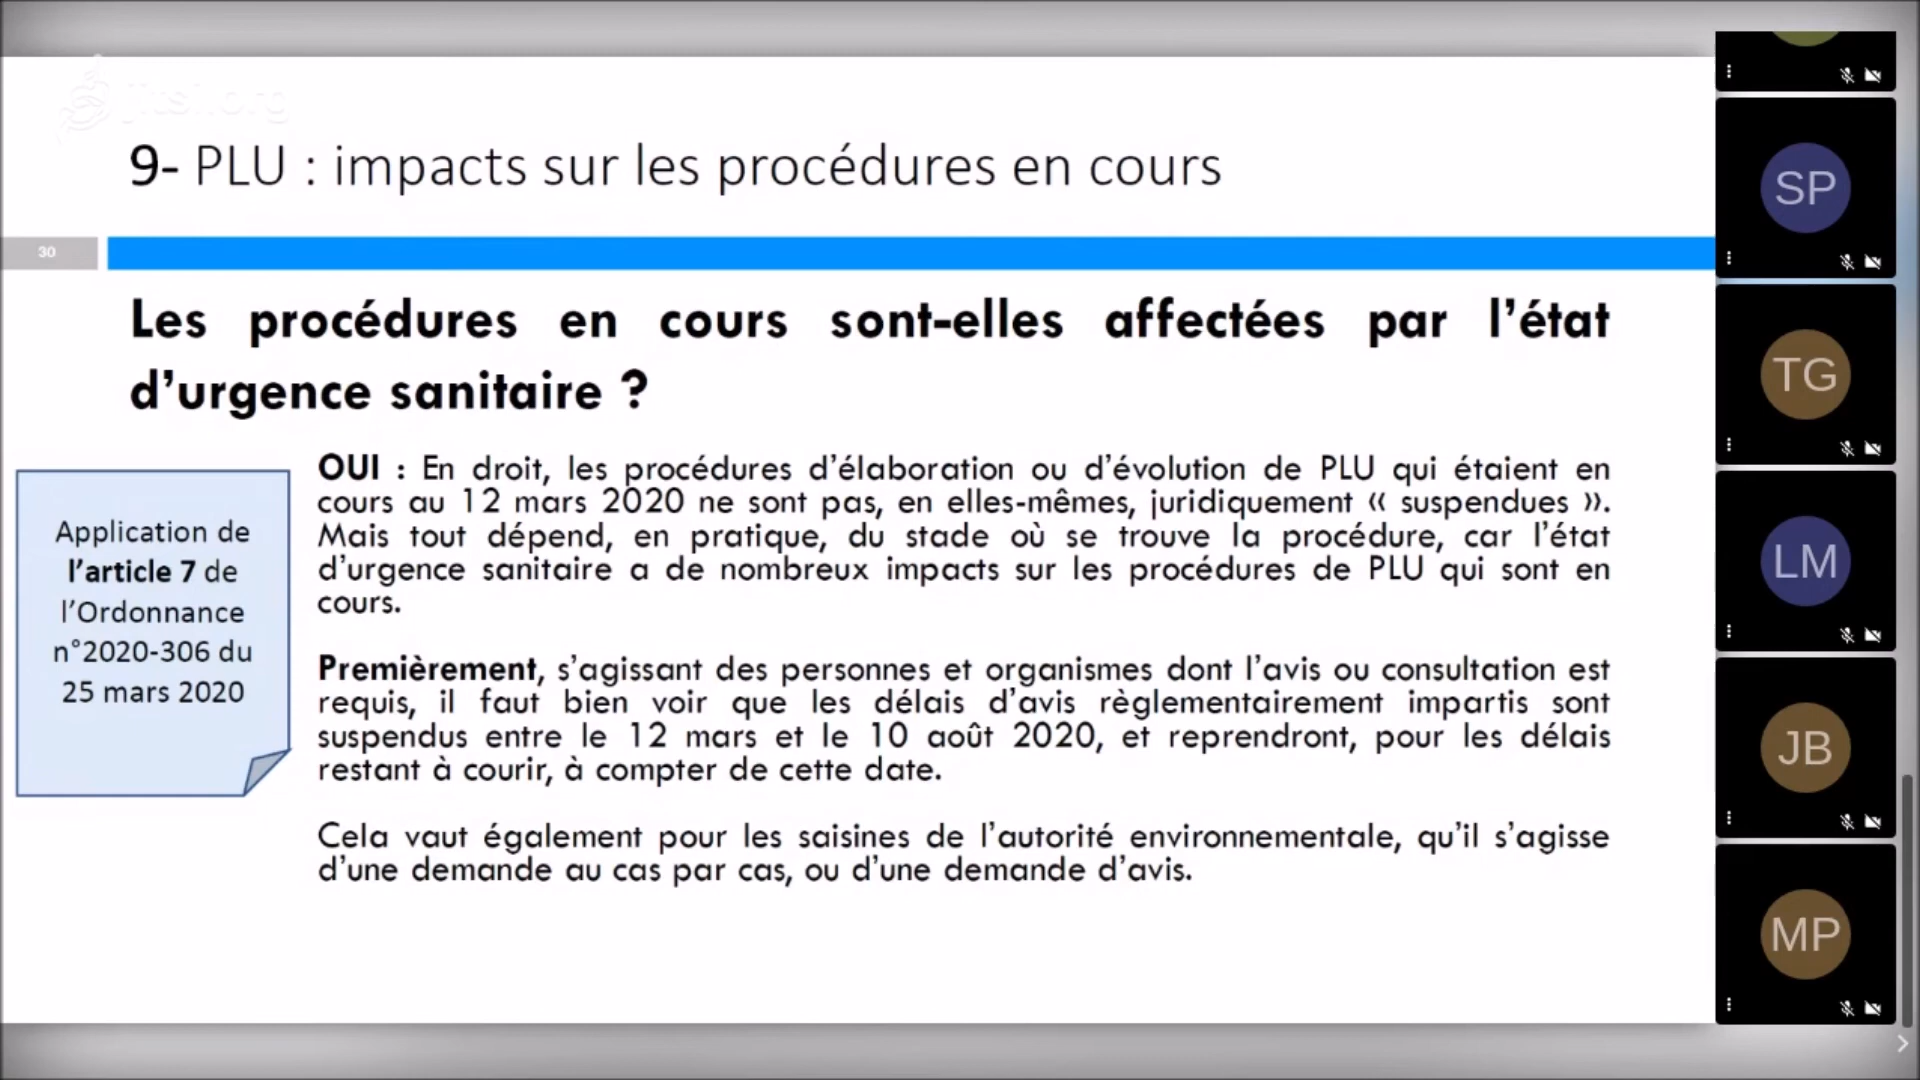 jitsi.org
9- PLU : impacts sur les procédures en cours
30
Les procédures en cours sont-elles affectées par l’état
d’urgence sanitaire ?
Application de
l’article 7 de
l’Ordonnance
n°2020-306 du
25 mars 2020
OUI : En droit, les procédures d’élaboration ou d’évolution de PLU qui étaient en
cours au 12 mars 2020 ne sont pas, en elles-mêmes, juridiquement « suspendues ».
Mais tout dépend, en pratique, du stade où se trouve la procédure, car l’état
d’urgence sanitaire a de nombreux impacts sur les procédures de PLU qui sont en
cours.
Premièrement, s’agissant des personnes et organismes dont l’avis ou consultation est
requis, il faut bien voir que les délais d’avis règlementairement impartis sont
suspendus entre le 12 mars et le 10 août 2020, et reprendront, pour les délais
restant à courir, à compter de cette date.
Cela vaut également pour les saisines de l’autorité environnementale, qu’il s’agisse
d’une demande au cas par cas, ou d’une demande d’avis.
SP
TG
LM
JB
MP